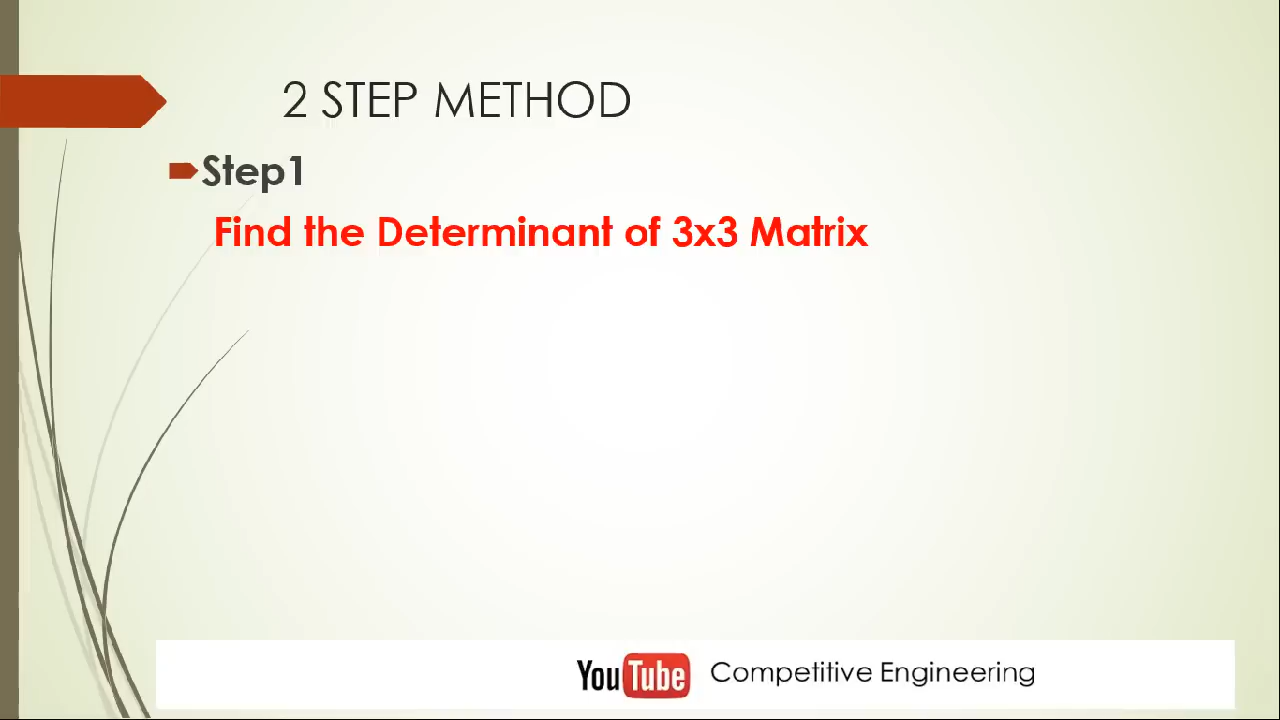 2 STEP METHOD
Step1
Find the Determinant of 3x3 Matrix
YouTube Competitive Engineering